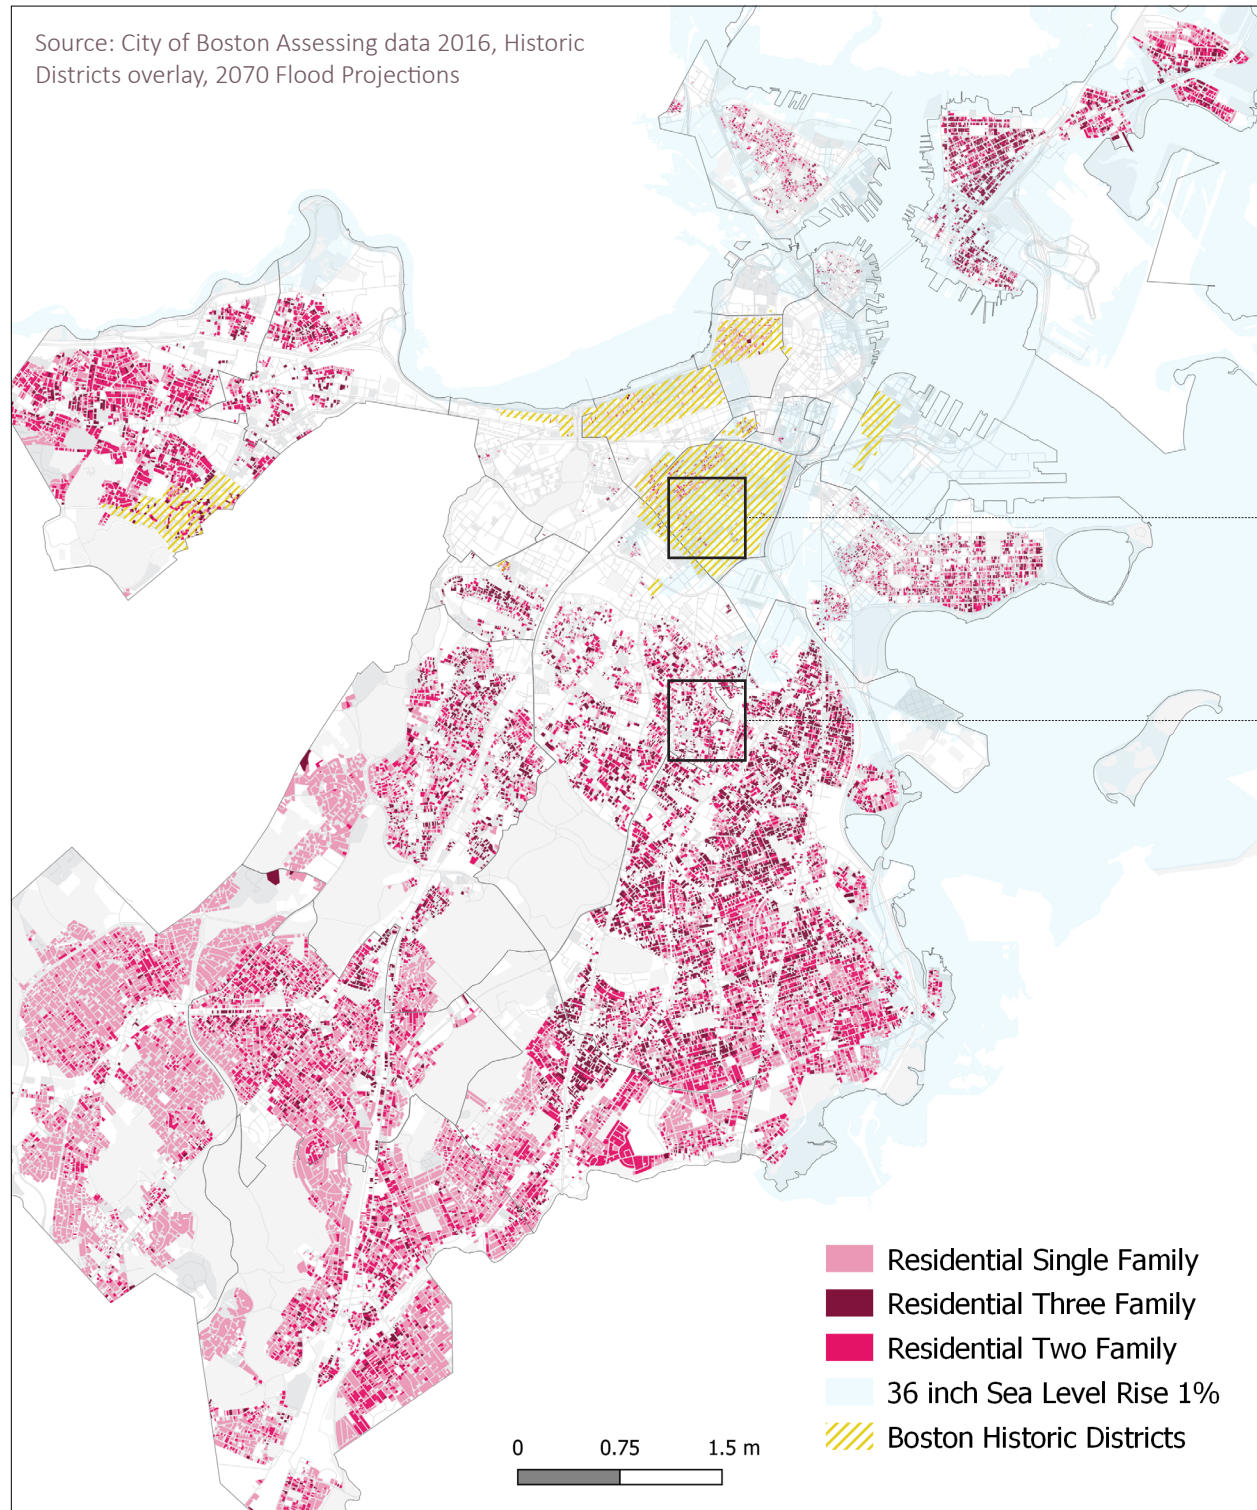 Source: City of Boston Assessing data 2016, Historic
Districts overlay, 2070 Flood Projections
Residential Single Family
Residential Three Family
Residential Two Family
36 inch Sea Level Rise 1%
Boston Historic Districts
0 0.75 1.5 m